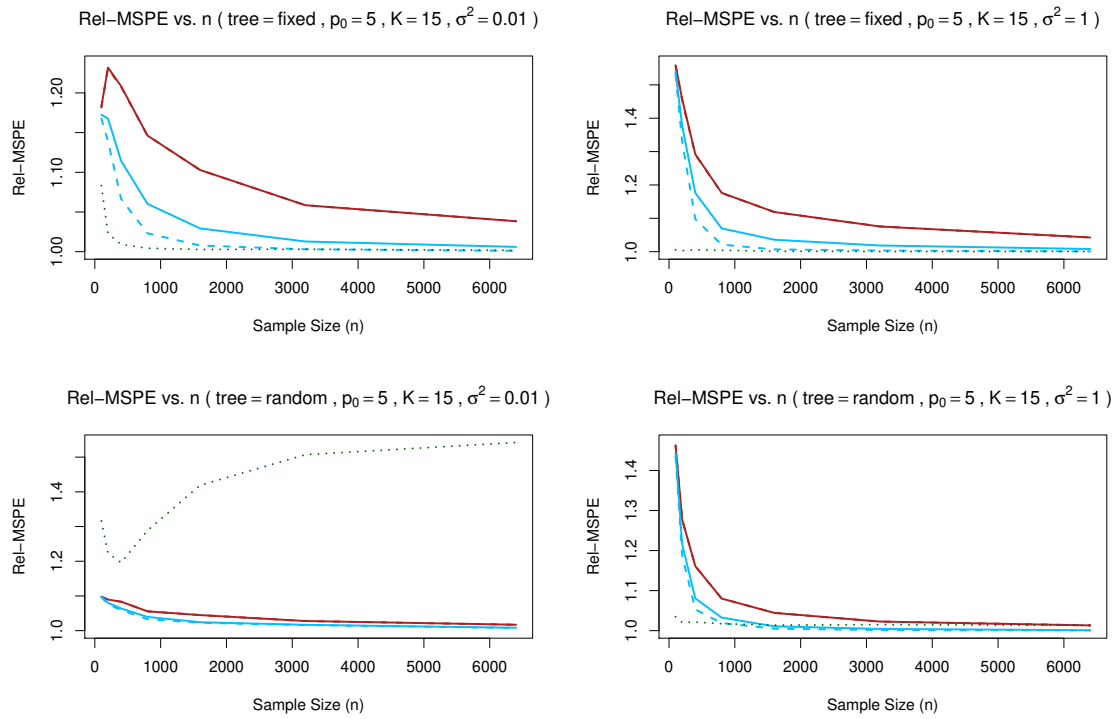 Rel−MSPE vs. n ( tree = fixed , p₀ = 5 , K = 15 , σ² = 0.01 )
Rel−MSPE
1.20
1.10
1.00
0 1000 2000 3000 4000 5000 6000
Sample Size (n)
Rel−MSPE vs. n ( tree = fixed , p₀ = 5 , K = 15 , σ² = 1 )
Rel−MSPE
1.4
1.2
1.0
0 1000 2000 3000 4000 5000 6000
Sample Size (n)
Rel−MSPE vs. n ( tree = random , p₀ = 5 , K = 15 , σ² = 0.01 )
Rel−MSPE
1.4
1.2
1.0
0 1000 2000 3000 4000 5000 6000
Sample Size (n)
Rel−MSPE vs. n ( tree = random , p₀ = 5 , K = 15 , σ² = 1 )
Rel−MSPE
1.4
1.3
1.2
1.1
1.0
0 1000 2000 3000 4000 5000 6000
Sample Size (n)